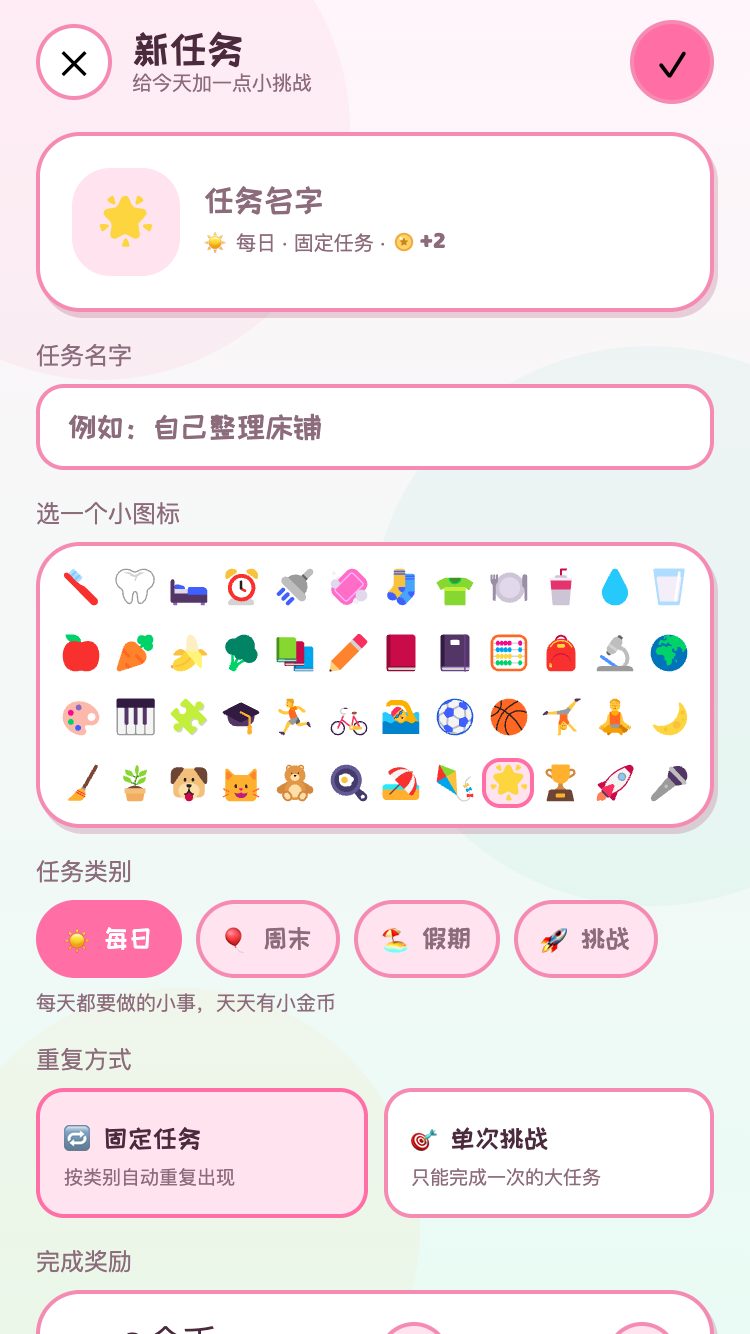 新任务
给今天加一点小挑战
任务名字
每日 · 固定任务 · +2
任务名字
例如：自己整理床铺
选一个小图标
任务类别
每日
周末
假期
挑战
每天都要做的小事，天天有小金币
重复方式
固定任务
按类别自动重复出现
单次挑战
只能完成一次的大任务
完成奖励